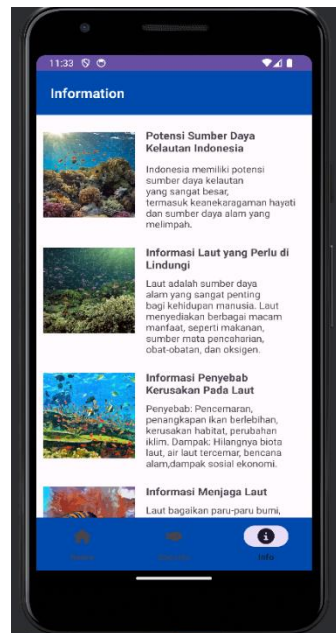 11:33
Information
Potensi Sumber Daya
Kelautan Indonesia
Indonesia memiliki potensi
sumber daya kelautan
yang sangat besar,
termasuk keanekaragaman hayati
dan sumber daya alam yang
melimpah.
Informasi Laut yang Perlu di
Lindungi
Laut adalah sumber daya
alam yang sangat penting
bagi kehidupan manusia. Laut
menyediakan berbagai macam
manfaat, seperti makanan,
sumber mata pencaharian,
obat-obatan, dan oksigen.
Informasi Penyebab
Kerusakan Pada Laut
Penyebab: Pencemaran,
penangkapan ikan berlebihan,
kerusakan habitat, perubahan
iklim. Dampak: Hilangnya biota
laut, air laut tercemar, bencana
alam,dampak sosial ekonomi.
Informasi Menjaga Laut
Laut bagaikan paru-paru bumi,
Info